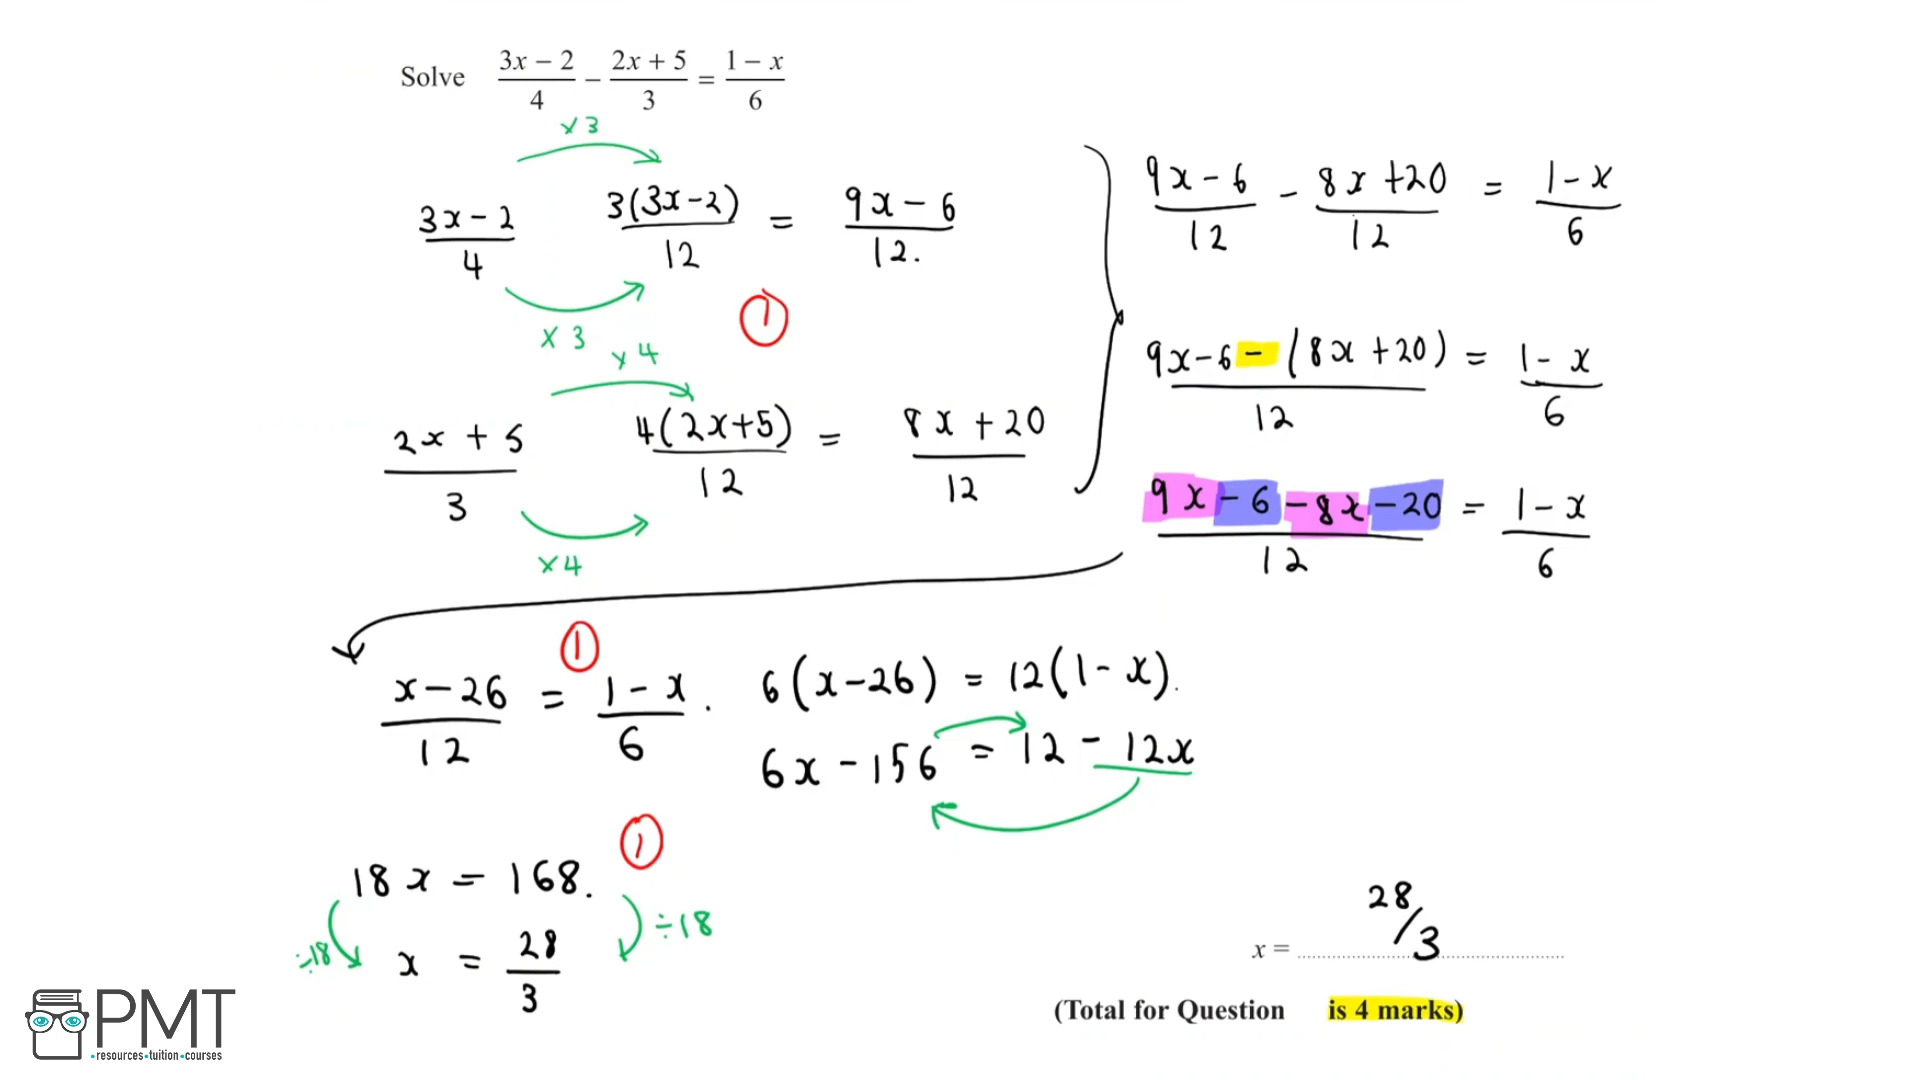 Solve (3x − 2)/4 − (2x + 5)/3 = (1 − x)/6
×3
(3x − 2)/4  3(3x−2)/12 = (9x − 6)/12.
×3
1
×4
(2x + 5)/3  4(2x+5)/12 = (8x + 20)/12
×4
(9x − 6)/12 − (8x + 20)/12 = (1 − x)/6
(9x − 6 − (8x + 20))/12 = (1 − x)/6
(9x − 6 − 8x − 20)/12 = (1 − x)/6
1
(x − 26)/12 = (1 − x)/6.
6(x − 26) = 12(1 − x).
6x − 156 = 12 − 12x
1
18x = 168.
÷18 ÷18
x = 28/3
x = 28/3
(Total for Question is 4 marks)
PMT
•resources•tuition•courses